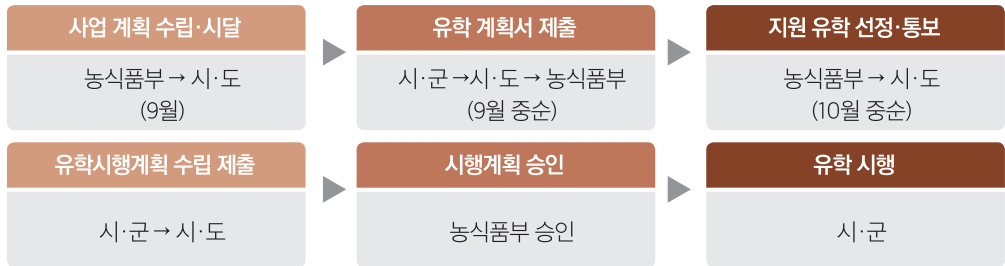 사업 계획 수립·시달
농식품부 → 시·도
(9월)
유학 계획서 제출
시·군 →시·도 → 농식품부
(9월 중순)
지원 유학 선정·통보
농식품부 → 시·도
(10월 중순)
유학시행계획 수립 제출
시·군 → 시·도
시행계획 승인
농식품부 승인
유학 시행
시·군